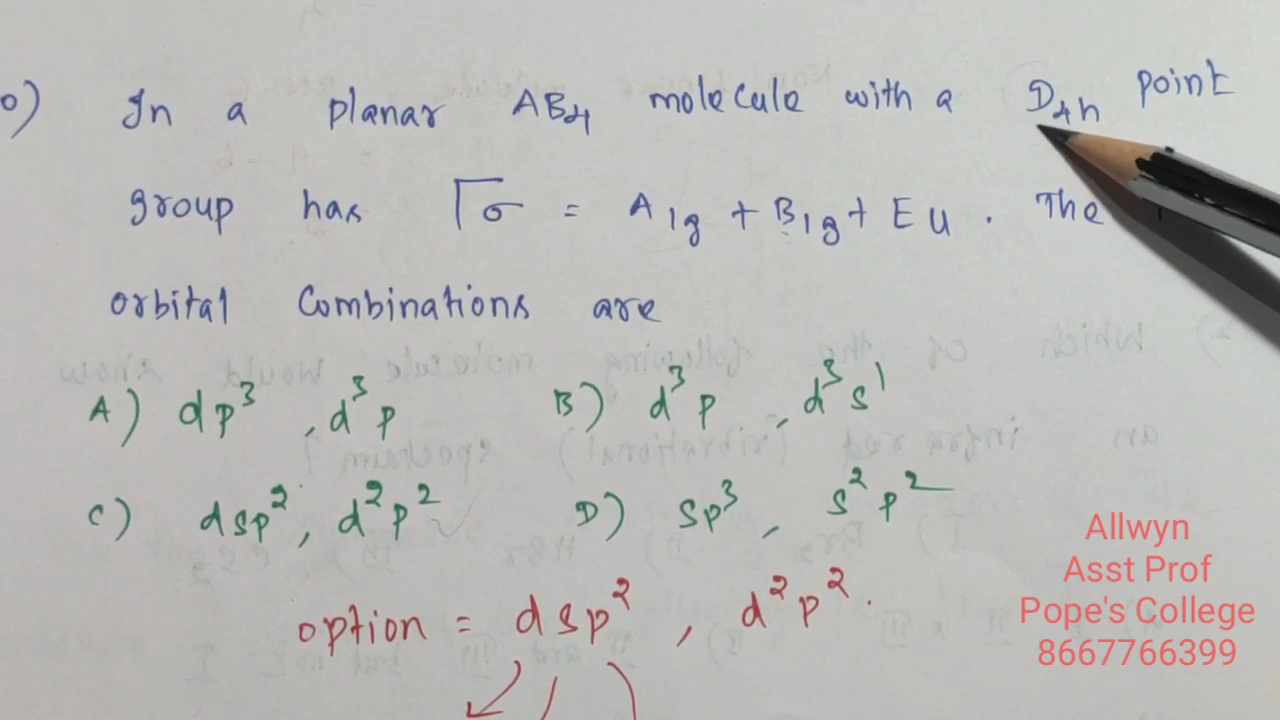 0) In a planar AB4 molecule with a D4h point
group has Γσ = A1g + B1g + Eu. The
orbital combinations are
A) dp³, d³p B) d³p, d³s¹
C) dsp², d²p² ✓ D) sp³, s²p²
option = dsp², d²p².
Allwyn
Asst Prof
Pope's College
8667766399